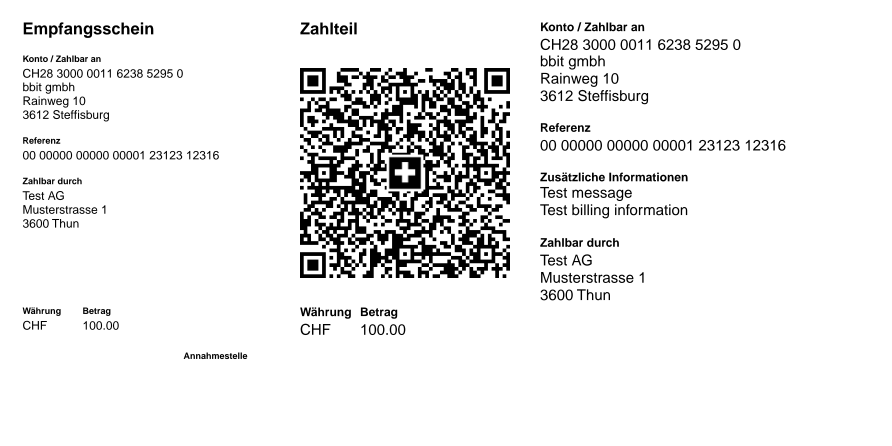 Empfangsschein
Konto / Zahlbar an
CH28 3000 0011 6238 5295 0
bbit gmbh
Rainweg 10
3612 Steffisburg
Referenz
00 00000 00000 00001 23123 12316
Zahlbar durch
Test AG
Musterstrasse 1
3600 Thun
Währung Betrag
CHF 100.00
Annahmestelle
Zahlteil
Währung Betrag
CHF 100.00
Konto / Zahlbar an
CH28 3000 0011 6238 5295 0
bbit gmbh
Rainweg 10
3612 Steffisburg
Referenz
00 00000 00000 00001 23123 12316
Zusätzliche Informationen
Test message
Test billing information
Zahlbar durch
Test AG
Musterstrasse 1
3600 Thun